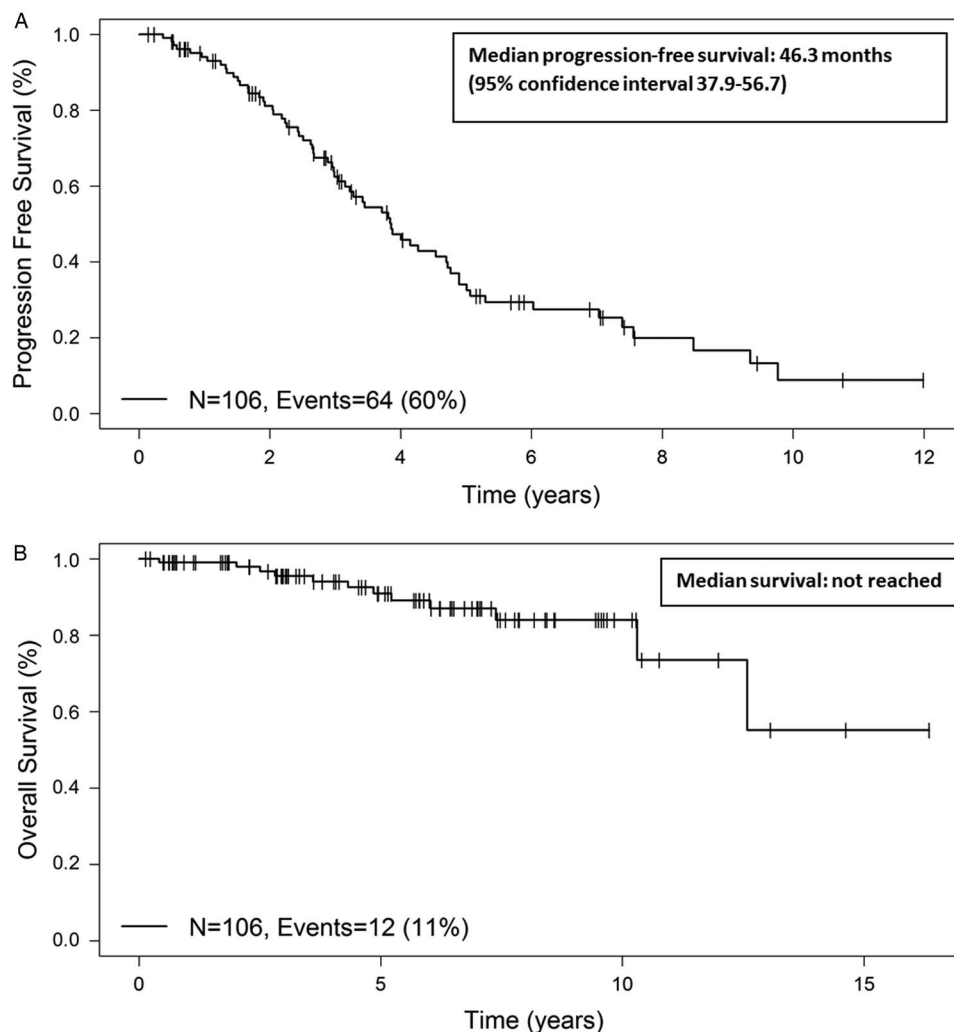 A
Median progression-free survival: 46.3 months
(95% confidence interval 37.9-56.7)
Progression Free Survival (%)
1.0
0.8
0.6
0.4
0.2
0.0
N=106, Events=64 (60%)
0 2 4 6 8 10 12
Time (years)
B
Median survival: not reached
Overall Survival (%)
1.0
0.8
0.6
0.4
0.2
0.0
N=106, Events=12 (11%)
0 5 10 15
Time (years)